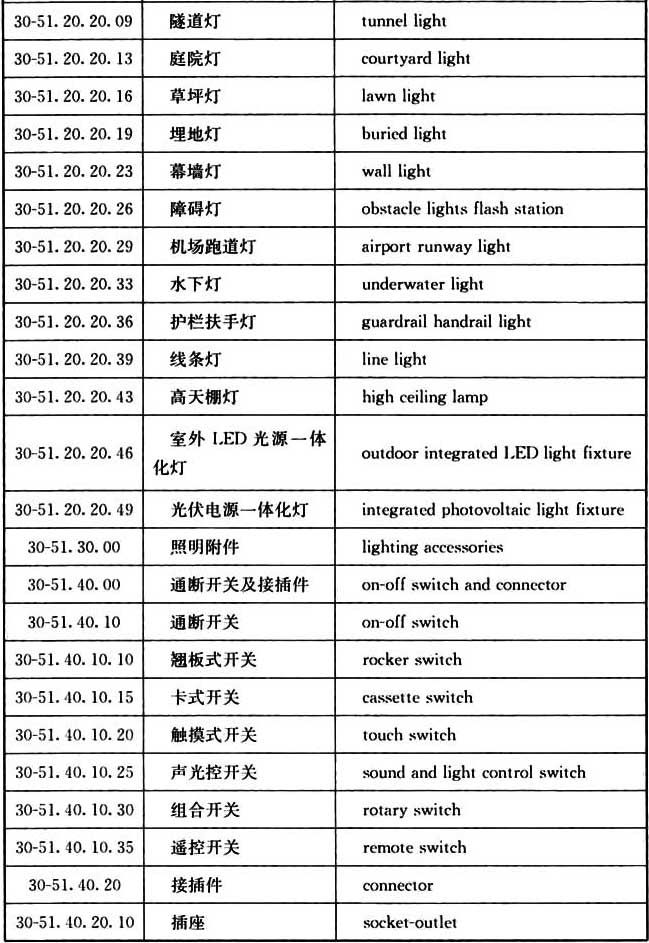 30-51. 20. 20. 09 隧道灯 tunnel light
30-51. 20. 20. 13 庭院灯 courtyard light
30-51. 20. 20. 16 草坪灯 lawn light
30-51. 20. 20. 19 埋地灯 buried light
30-51. 20. 20. 23 幕墙灯 wall light
30-51. 20. 20. 26 障碍灯 obstacle lights flash station
30-51. 20. 20. 29 机场跑道灯 airport runway light
30-51. 20. 20. 33 水下灯 underwater light
30-51. 20. 20. 36 护栏扶手灯 guardrail handrail light
30-51. 20. 20. 39 线条灯 line light
30-51. 20. 20. 43 高天棚灯 high ceiling lamp
30-51. 20. 20. 46 室外 LED 光源一体
化灯 outdoor integrated LED light fixture
30-51. 20. 20. 49 光伏电源一体化灯 integrated photovoltaic light fixture
30-51. 30. 00 照明附件 lighting accessories
30-51. 40. 00 通断开关及接插件 on-off switch and connector
30-51. 40. 10 通断开关 on-off switch
30-51. 40. 10. 10 翘板式开关 rocker switch
30-51. 40. 10. 15 卡式开关 cassette switch
30-51. 40. 10. 20 触摸式开关 touch switch
30-51. 40. 10. 25 声光控开关 sound and light control switch
30-51. 40. 10. 30 组合开关 rotary switch
30-51. 40. 10. 35 遥控开关 remote switch
30-51. 40. 20 接插件 connector
30-51. 40. 20. 10 插座 socket-outlet